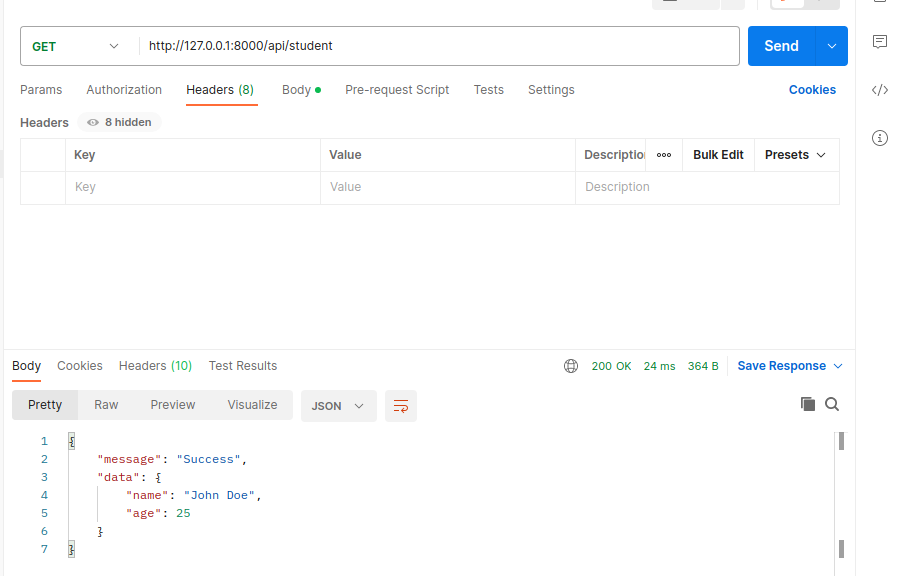 GET http://127.0.0.1:8000/api/student Send
Params Authorization Headers (8) Body Pre-request Script Tests Settings Cookies
Headers 8 hidden
Key Value Descriptio Bulk Edit Presets
Key Value Description
Body Cookies Headers (10) Test Results 200 OK 24 ms 364 B Save Response
Pretty Raw Preview Visualize JSON
1 {
2 "message": "Success",
3 "data": {
4 "name": "John Doe",
5 "age": 25
6 }
7 }